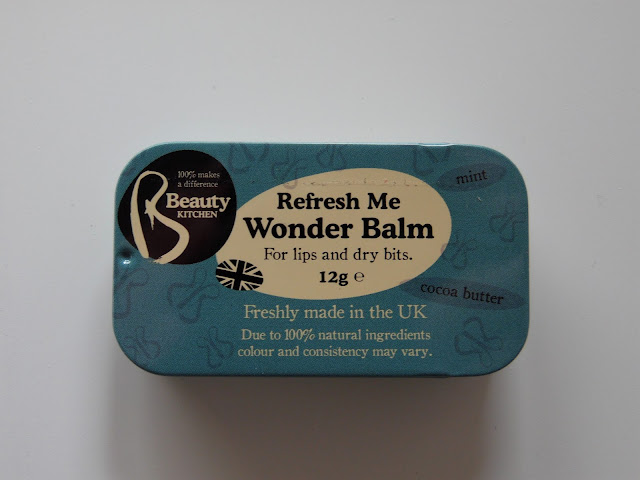 100% makes
a difference
Beauty
KITCHEN
Refresh Me
Wonder Balm
For lips and dry bits.
12g ℮
mint
cocoa butter
Freshly made in the UK
Due to 100% natural ingredients
colour and consistency may vary.